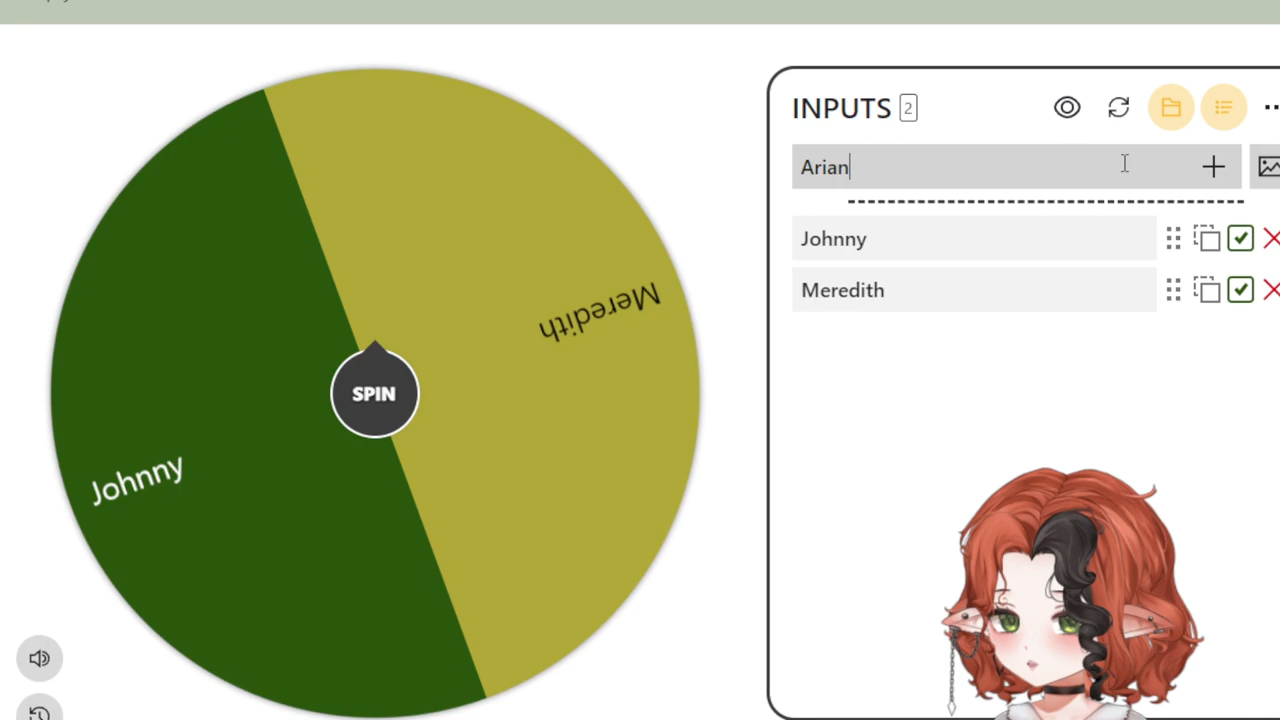 INPUTS 2
Arian
Johnny
Meredith
Meredith
SPIN
Johnny